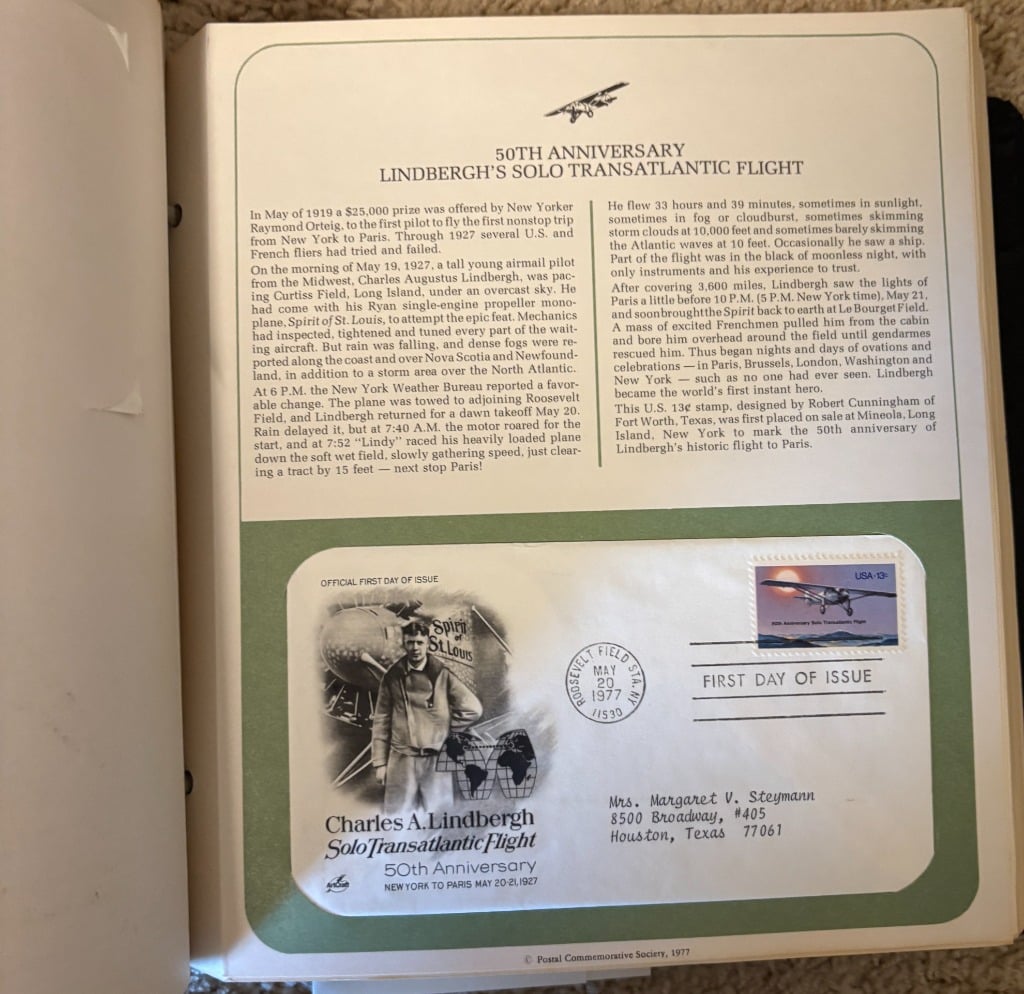 50TH ANNIVERSARY
LINDBERGH'S SOLO TRANSATLANTIC FLIGHT
In May of 1919 a $25,000 prize was offered by New Yorker
Raymond Orteig, to the first pilot to fly the first nonstop trip
from New York to Paris. Through 1927 several U.S. and
French fliers had tried and failed.
On the morning of May 19, 1927, a tall young airmail pilot
from the Midwest, Charles Augustus Lindbergh, was pac-
ing Curtiss Field, Long Island, under an overcast sky. He
had come with his Ryan single-engine propeller mono-
plane, Spirit of St. Louis, to attempt the epic feat. Mechanics
had inspected, tightened and tuned every part of the wait-
ing aircraft. But rain was falling, and dense fogs were re-
ported along the coast and over Nova Scotia and Newfound-
land, in addition to a storm area over the North Atlantic.
At 6 P.M. the New York Weather Bureau reported a favor-
able change. The plane was towed to adjoining Roosevelt
Field, and Lindbergh returned for a dawn takeoff May 20.
Rain delayed it, but at 7:40 A.M. the motor roared for the
start, and at 7:52 "Lindy" raced his heavily loaded plane
down the soft wet field, slowly gathering speed, just clear-
ing a tract by 15 feet — next stop Paris!
He flew 33 hours and 39 minutes, sometimes in sunlight,
sometimes in fog or cloudburst, sometimes skimming
storm clouds at 10,000 feet and sometimes barely skimming
the Atlantic waves at 10 feet. Occasionally he saw a ship.
Part of the flight was in the black of moonless night, with
only instruments and his experience to trust.
After covering 3,600 miles, Lindbergh saw the lights of
Paris a little before 10 P.M. (5 P.M. New York time), May 21,
and soon brought the Spirit back to earth at Le Bourget Field.
A mass of excited Frenchmen pulled him from the cabin
and bore him overhead around the field until gendarmes
rescued him. Thus began nights and days of ovations and
celebrations — in Paris, Brussels, London, Washington and
New York — such as no one had ever seen. Lindbergh
became the world's first instant hero.
This U.S. 13¢ stamp, designed by Robert Cunningham of
Fort Worth, Texas, was first placed on sale at Mineola, Long
Island, New York to mark the 50th anniversary of
Lindbergh's historic flight to Paris.
OFFICIAL FIRST DAY OF ISSUE
Spirit
of
St. Louis
USA·13c
50th Anniversary Solo Transatlantic Flight
ROOSEVELT FIELD STA. NY
MAY
20
1977
11530
FIRST DAY OF ISSUE
Mrs. Margaret V. Steymann
8500 Broadway, #405
Houston, Texas 77061
Charles A. Lindbergh
Solo Transatlantic Flight
50th Anniversary
NEW YORK TO PARIS MAY 20-21, 1927
ArtCraft
© Postal Commemorative Society, 1977